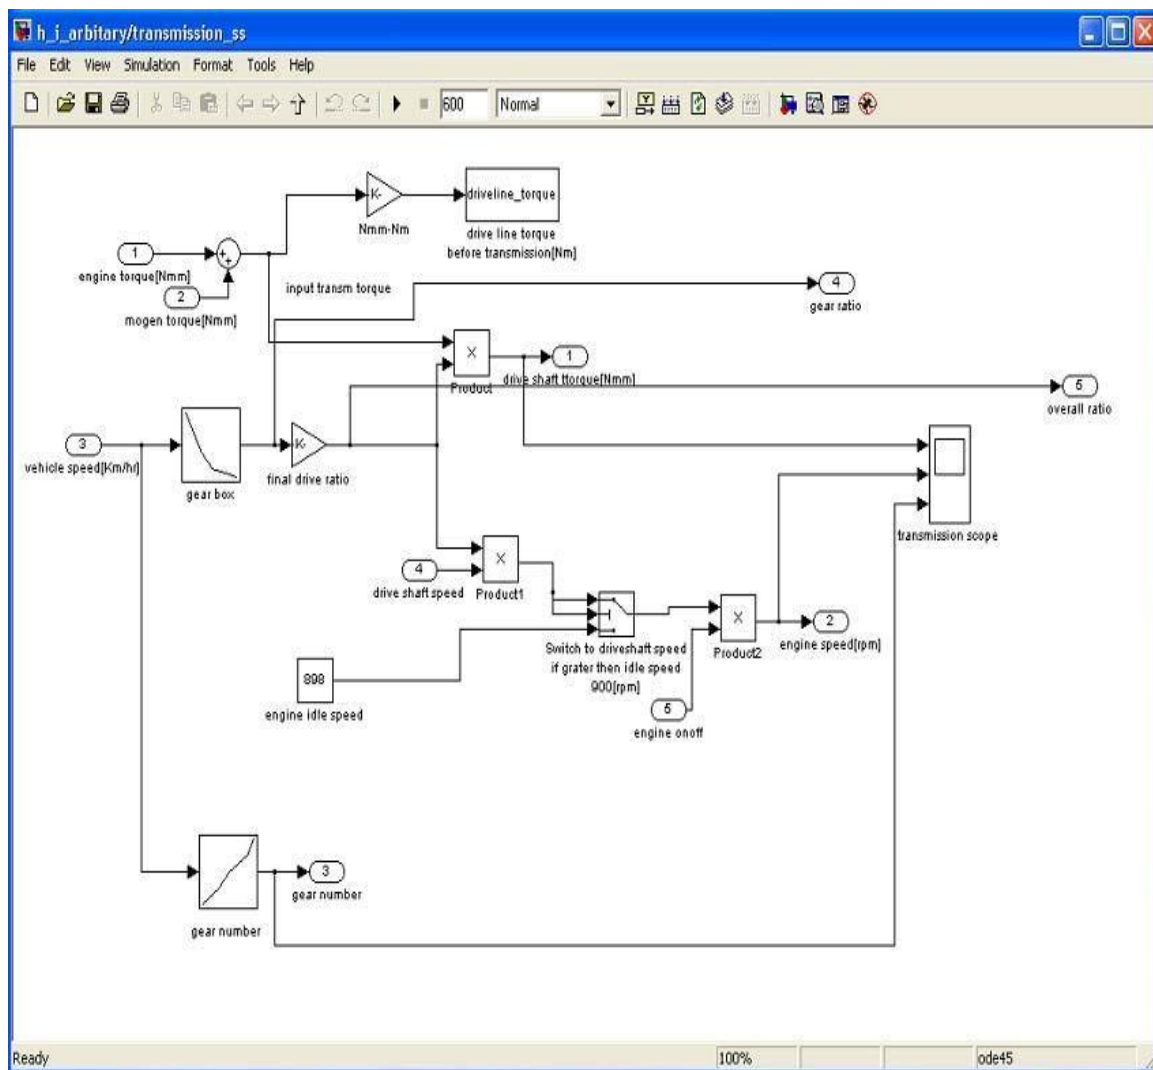 h_j_arbitary/transmission_ss
File Edit View Simulation Format Tools Help
600 Normal
K-
Nmm-Nm
driveline_torque
drive line torque
before transmission[Nm]
1
engine torque[Nmm]
+
+
2
mogen torque[Nmm]
input transm torque
4
gear ratio
X
Product
1
drive shaft ttorque[Nmm]
5
overall ratio
3
vehicle speed[Km/hr]
gear box
K-
final drive ratio
transmission scope
4
drive shaft speed
X
Product1
Switch to driveshaft speed
if grater then idle speed
900[rpm]
X
Product2
2
engine speed[rpm]
898
engine idle speed
5
engine onoff
gear number
3
gear number
Ready 100% ode45